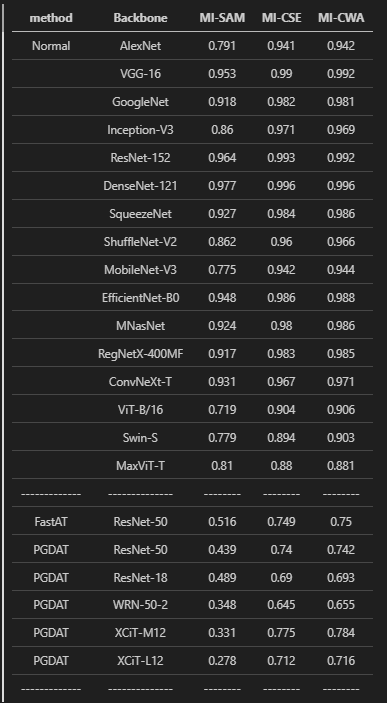 method Backbone MI-SAM MI-CSE MI-CWA
Normal AlexNet 0.791 0.941 0.942
VGG-16 0.953 0.99 0.992
GoogleNet 0.918 0.982 0.981
Inception-V3 0.86 0.971 0.969
ResNet-152 0.964 0.993 0.992
DenseNet-121 0.977 0.996 0.996
SqueezeNet 0.927 0.984 0.986
ShuffleNet-V2 0.862 0.96 0.966
MobileNet-V3 0.775 0.942 0.944
EfficientNet-B0 0.948 0.986 0.988
MNasNet 0.924 0.98 0.986
RegNetX-400MF 0.917 0.983 0.985
ConvNeXt-T 0.931 0.967 0.971
ViT-B/16 0.719 0.904 0.906
Swin-S 0.779 0.894 0.903
MaxViT-T 0.81 0.88 0.881
------------- -------------- -------- -------- --------
FastAT ResNet-50 0.516 0.749 0.75
PGDAT ResNet-50 0.439 0.74 0.742
PGDAT ResNet-18 0.489 0.69 0.693
PGDAT WRN-50-2 0.348 0.645 0.655
PGDAT XCiT-M12 0.331 0.775 0.784
PGDAT XCiT-L12 0.278 0.712 0.716
------------- -------------- -------- -------- --------